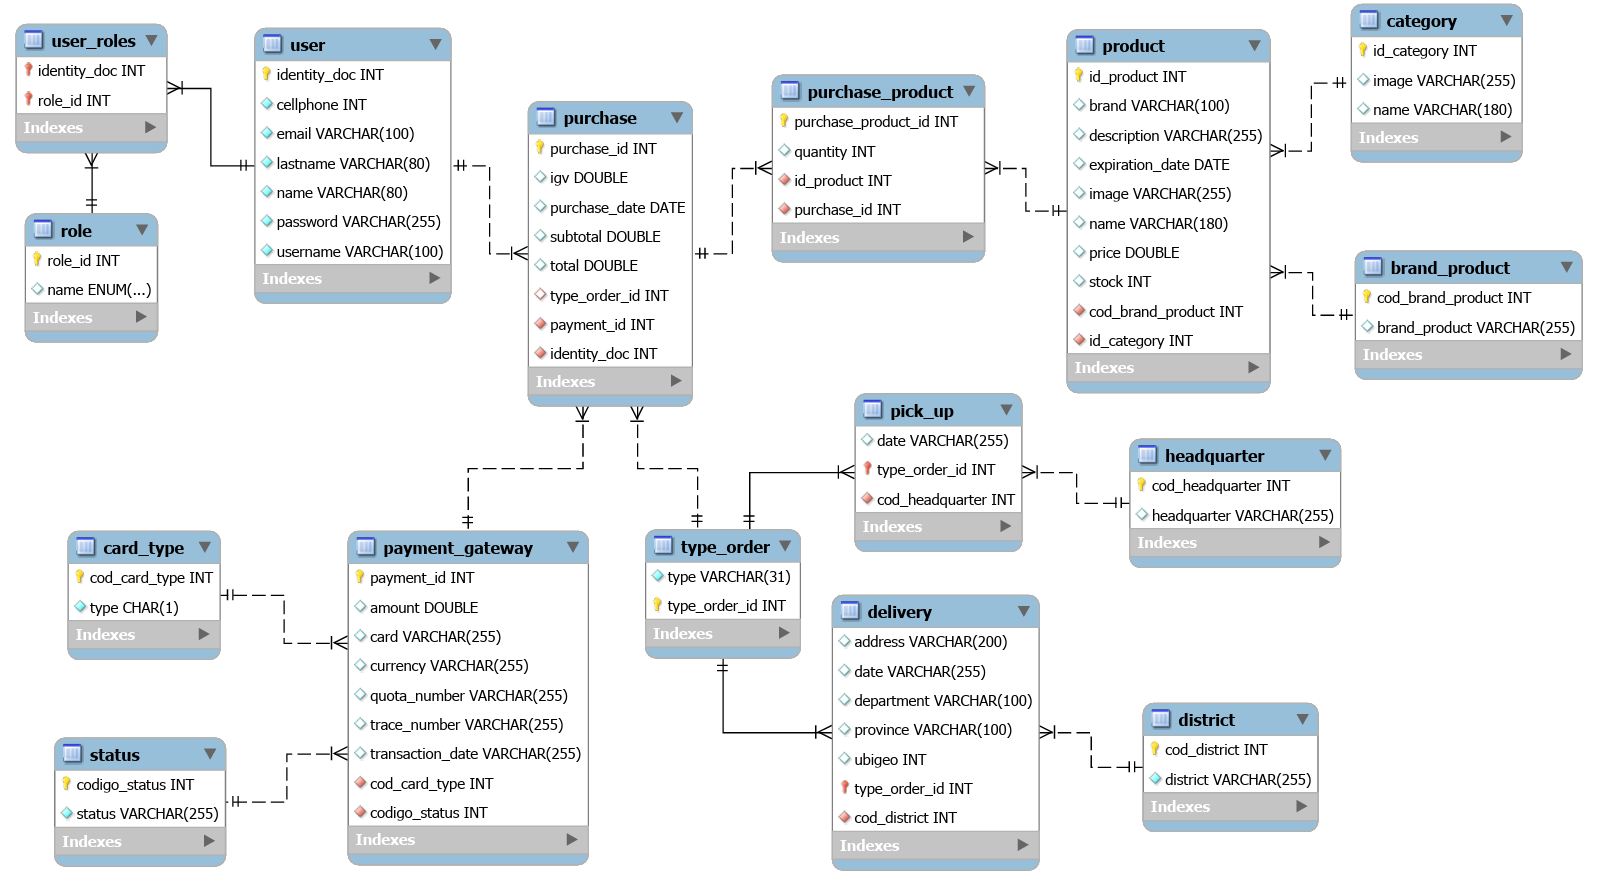 user_roles
identity_doc INT
role_id INT
Indexes
user
identity_doc INT
cellphone INT
email VARCHAR(100)
lastname VARCHAR(80)
name VARCHAR(80)
password VARCHAR(255)
username VARCHAR(100)
Indexes
role
role_id INT
name ENUM(...)
Indexes
purchase
purchase_id INT
igv DOUBLE
purchase_date DATE
subtotal DOUBLE
total DOUBLE
type_order_id INT
payment_id INT
identity_doc INT
Indexes
purchase_product
purchase_product_id INT
quantity INT
id_product INT
purchase_id INT
Indexes
product
id_product INT
brand VARCHAR(100)
description VARCHAR(255)
expiration_date DATE
image VARCHAR(255)
name VARCHAR(180)
price DOUBLE
stock INT
cod_brand_product INT
id_category INT
Indexes
category
id_category INT
image VARCHAR(255)
name VARCHAR(180)
Indexes
brand_product
cod_brand_product INT
brand_product VARCHAR(255)
Indexes
pick_up
date VARCHAR(255)
type_order_id INT
cod_headquarter INT
Indexes
headquarter
cod_headquarter INT
headquarter VARCHAR(255)
Indexes
card_type
cod_card_type INT
type CHAR(1)
Indexes
payment_gateway
payment_id INT
amount DOUBLE
card VARCHAR(255)
currency VARCHAR(255)
quota_number VARCHAR(255)
trace_number VARCHAR(255)
transaction_date VARCHAR(255)
cod_card_type INT
codigo_status INT
Indexes
type_order
type VARCHAR(31)
type_order_id INT
Indexes
delivery
address VARCHAR(200)
date VARCHAR(255)
department VARCHAR(100)
province VARCHAR(100)
ubigeo INT
type_order_id INT
cod_district INT
Indexes
district
cod_district INT
district VARCHAR(255)
Indexes
status
codigo_status INT
status VARCHAR(255)
Indexes